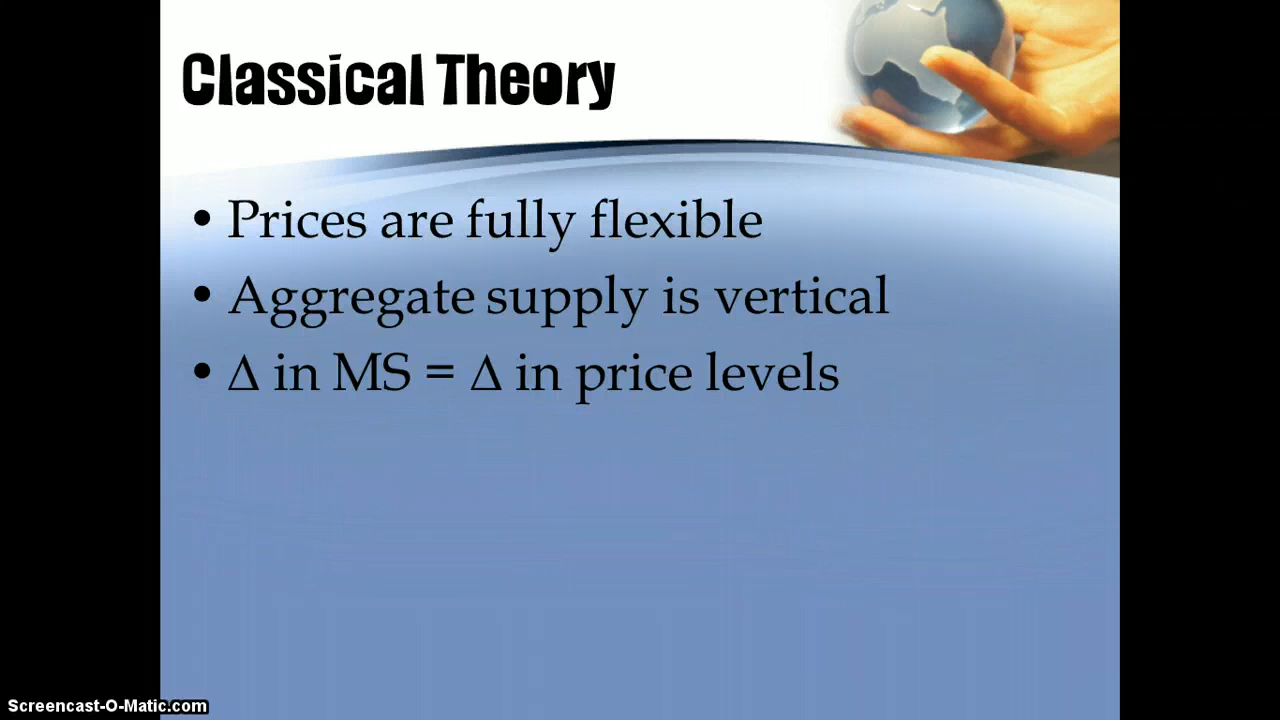 Classical Theory
• Prices are fully flexible
• Aggregate supply is vertical
• Δ in MS = Δ in price levels
Screencast-O-Matic.com